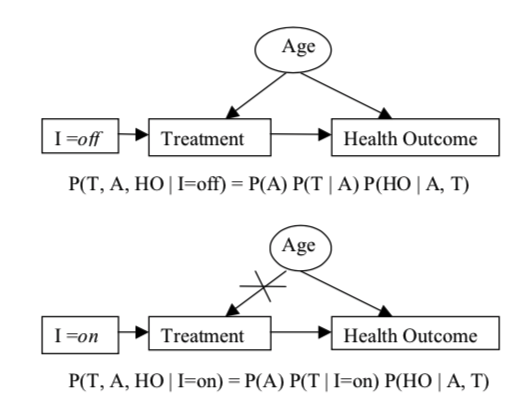 Age
I =off Treatment Health Outcome
P(T, A, HO | I=off) = P(A) P(T | A) P(HO | A, T)
Age
I =on Treatment Health Outcome
P(T, A, HO | I=on) = P(A) P(T | I=on) P(HO | A, T)